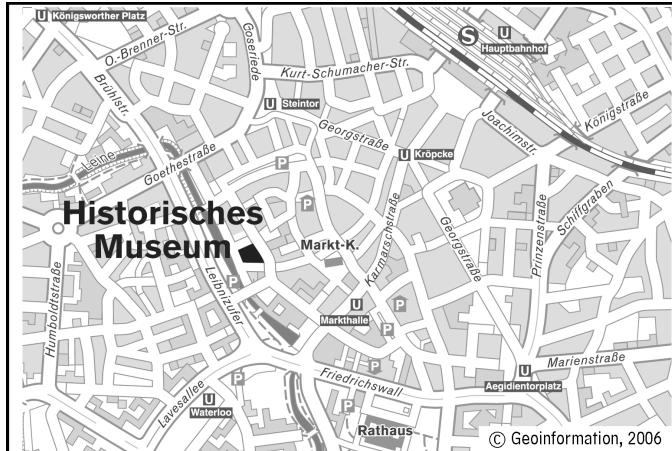 U Königsworther Platz
O.-Brenner-Str.
Brühlstr.
Goseriede
Kurt-Schumacher-Str.
S
U
Hauptbahnhof
U Steintor
Georgstraße
U Kröpcke
Joachimstr.
Königstraße
Leine
Goethestraße
P
Schiffgraben
Historisches
Museum
P
Markt-K.
Karmarschstraße
Georgstraße
Prinzenstraße
Humboldtstraße
P
Leibnizufer
U
Markthalle
P
P
P
Marienstraße
U
Aegidientorplatz
P
Friedrichswall
Lavesallee
U
Waterloo
P
P
Rathaus
© Geoinformation, 2006